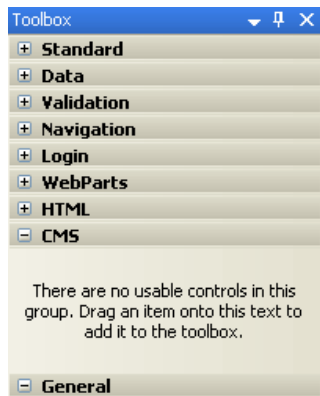 Toolbox
Standard
Data
Validation
Navigation
Login
WebParts
HTML
CMS
There are no usable controls in this
group. Drag an item onto this text to
add it to the toolbox.
General